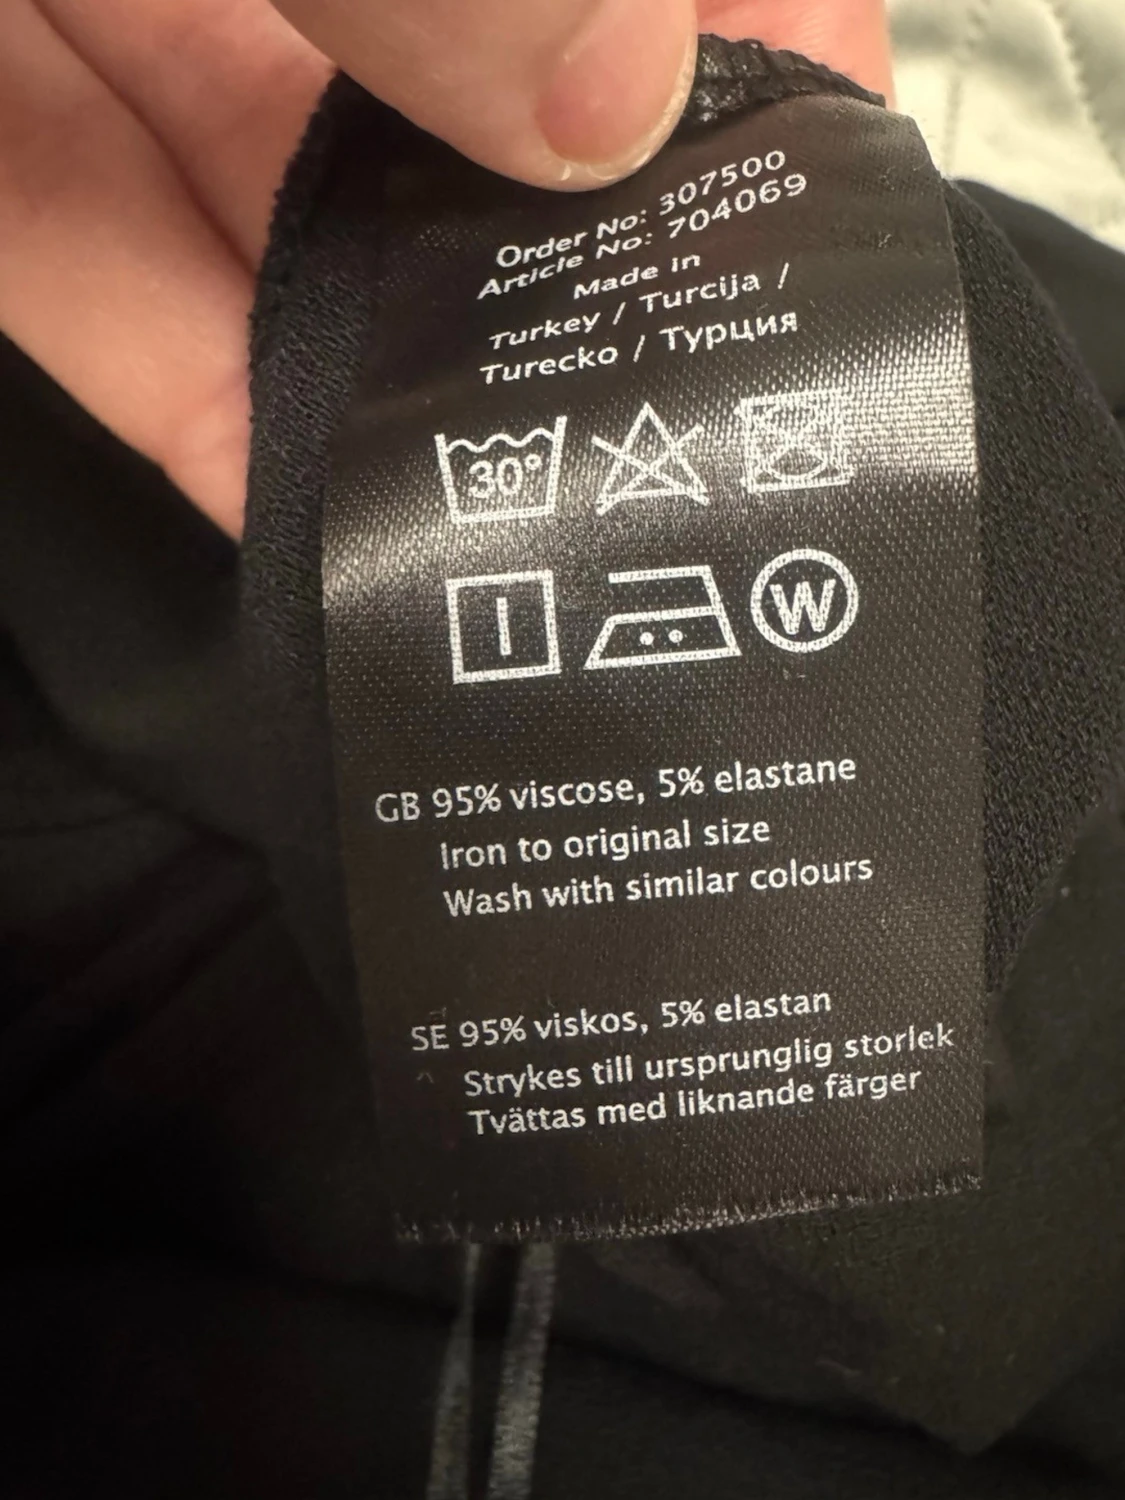 Order No: 307500
Article No: 704069
Made in
Turkey / Turcija /
Turecko / Турция
30°
W
GB 95% viscose, 5% elastane
Iron to original size
Wash with similar colours
SE 95% viskos, 5% elastan
Strykes till ursprunglig storlek
Tvättas med liknande färger